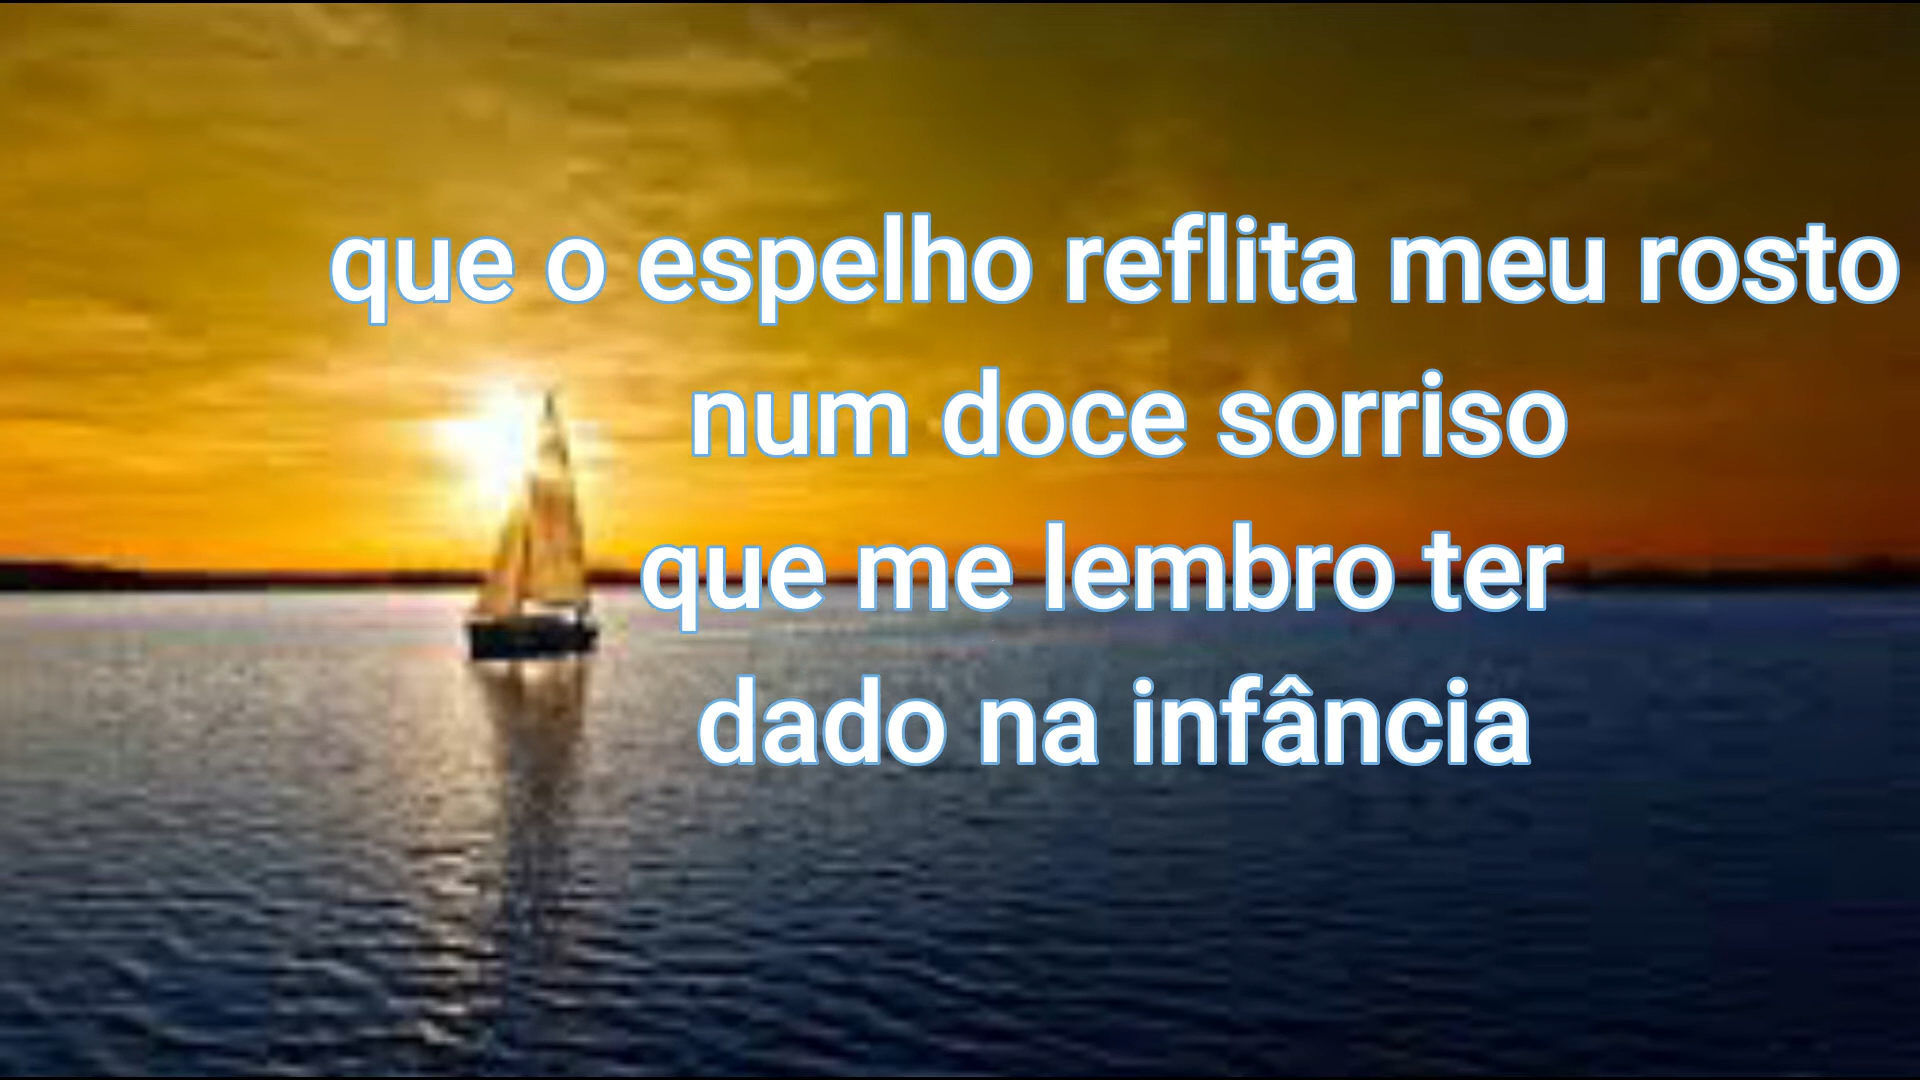 que o espelho reflita meu rosto
num doce sorriso
que me lembro ter
dado na infância